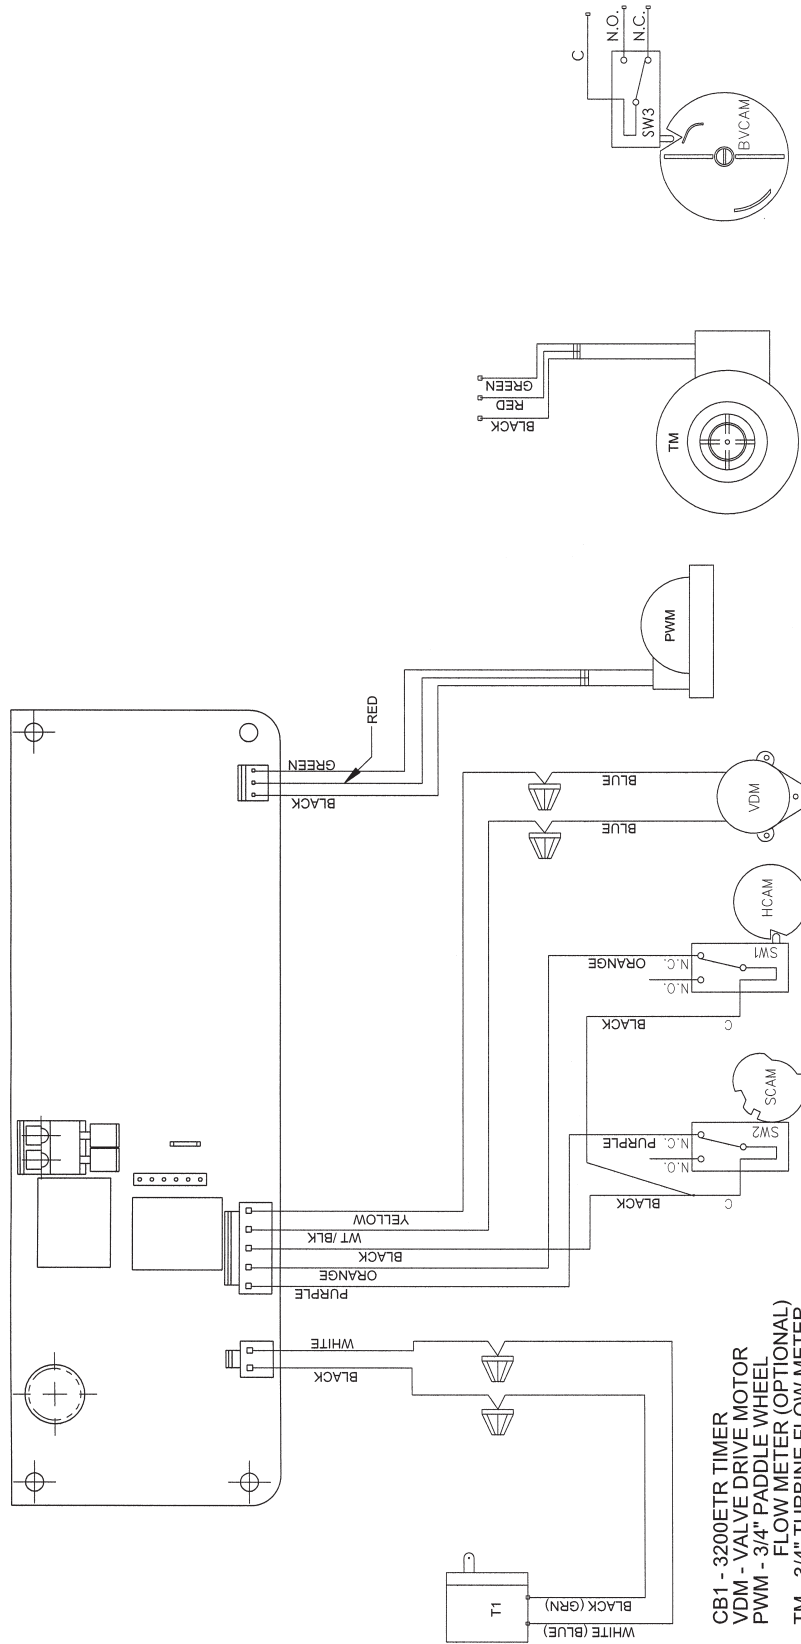 C
N.O.
N.C.
SW3
BVCAM
GREEN
RED
BLACK
TM
PWM
RED
GREEN
BLACK
BLUE
BLUE
VDM
HCAM
SW1
ORANGE
N.C.
N.O.
BLACK
C
SCAM
SW2
PURPLE
N.C.
N.O.
BLACK
C
YELLOW
WT/BLK
BLACK
ORANGE
PURPLE
WHITE
BLACK
T1
BLACK (GRN)
WHITE (BLUE)
CB1 - 3200ETR TIMER
VDM - VALVE DRIVE MOTOR
PWM - 3/4" PADDLE WHEEL
FLOW METER (OPTIONAL)
TM - 3/4" TURBINE FLOW METER